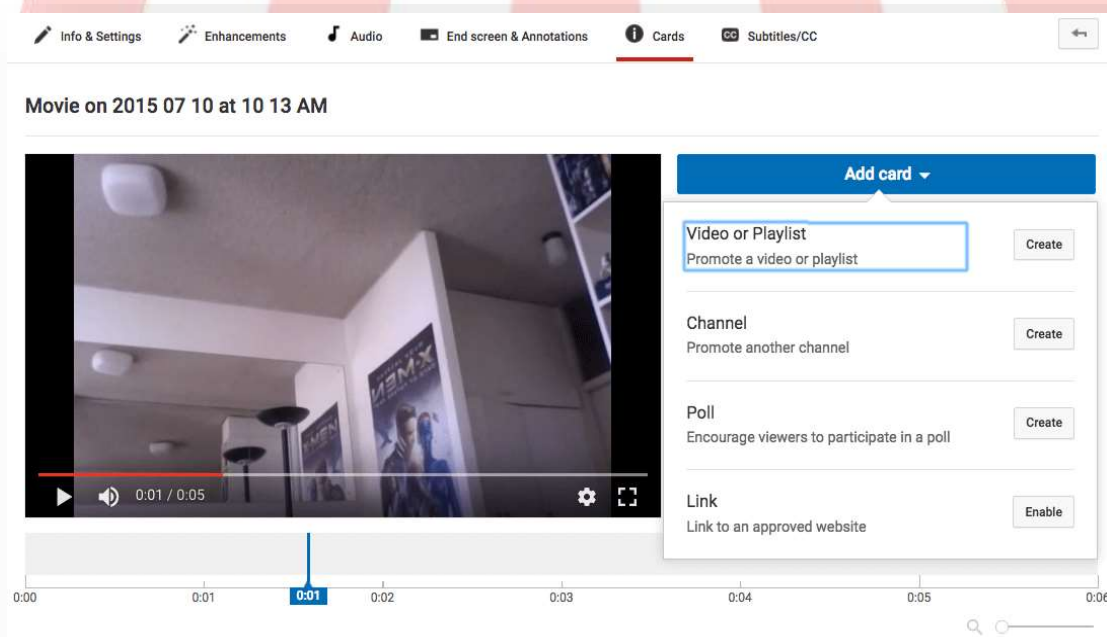 Info & Settings
Enhancements
Audio
End screen & Annotations
Cards
CC
Subtitles/CC
Movie on 2015 07 10 at 10 13 AM
Add card
Video or Playlist
Promote a video or playlist
Create
Channel
Promote another channel
Create
Poll
Encourage viewers to participate in a poll
Create
Link
Link to an approved website
Enable
X-MEN
X-MEN
0:01 / 0:05
0:00
0:01
0:01
0:02
0:03
0:04
0:05
0:06